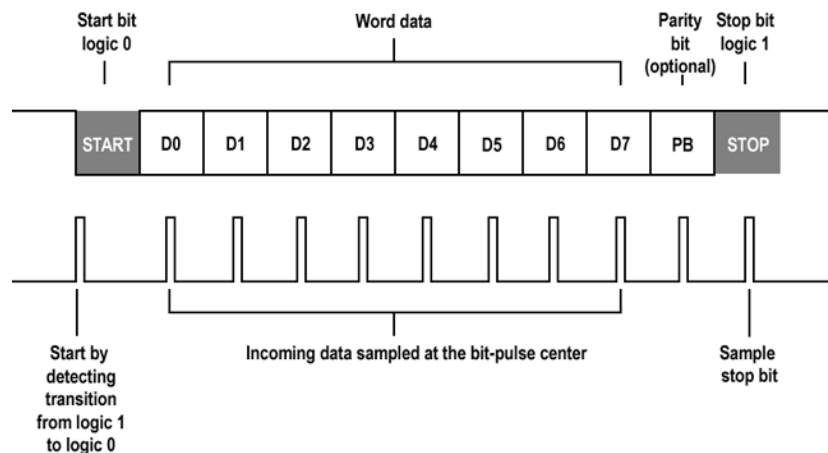 Start bit
logic 0
Word data
Parity
bit
(optional)
Stop bit
logic 1
START
D0
D1
D2
D3
D4
D5
D6
D7
PB
STOP
Start by
detecting
transition
from logic 1
to logic 0
Incoming data sampled at the bit-pulse center
Sample
stop bit